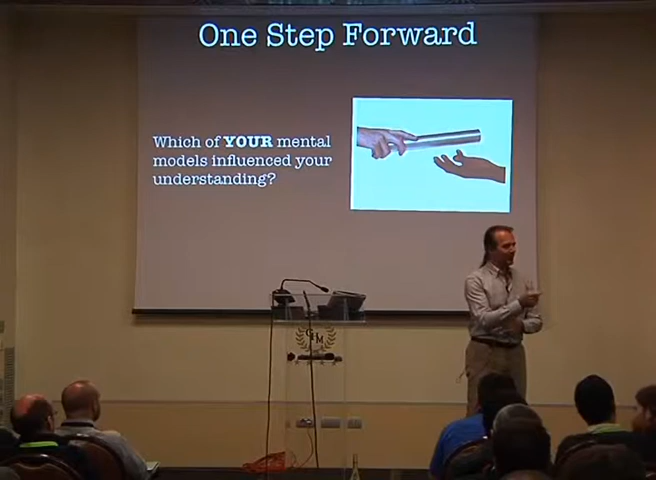 One Step Forward
Which of YOUR mental
models influenced your
understanding?